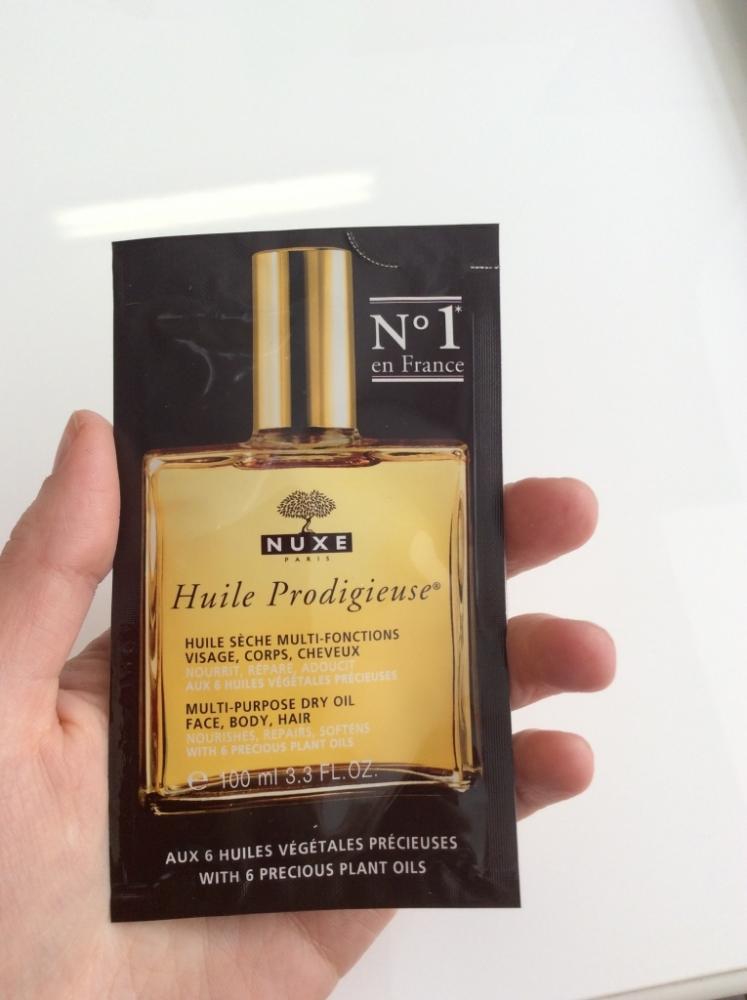 Nº1*
en France
NUXE
PARIS
Huile Prodigieuse®
HUILE SÈCHE MULTI-FONCTIONS
VISAGE, CORPS, CHEVEUX
NOURRIT, RÉPARE, ADOUCIT
AUX 6 HUILES VÉGÉTALES PRÉCIEUSES
MULTI-PURPOSE DRY OIL
FACE, BODY, HAIR
NOURISHES, REPAIRS, SOFTENS
WITH 6 PRECIOUS PLANT OILS
℮ 100 ml 3.3 FL.OZ.
AUX 6 HUILES VÉGÉTALES PRÉCIEUSES
WITH 6 PRECIOUS PLANT OILS